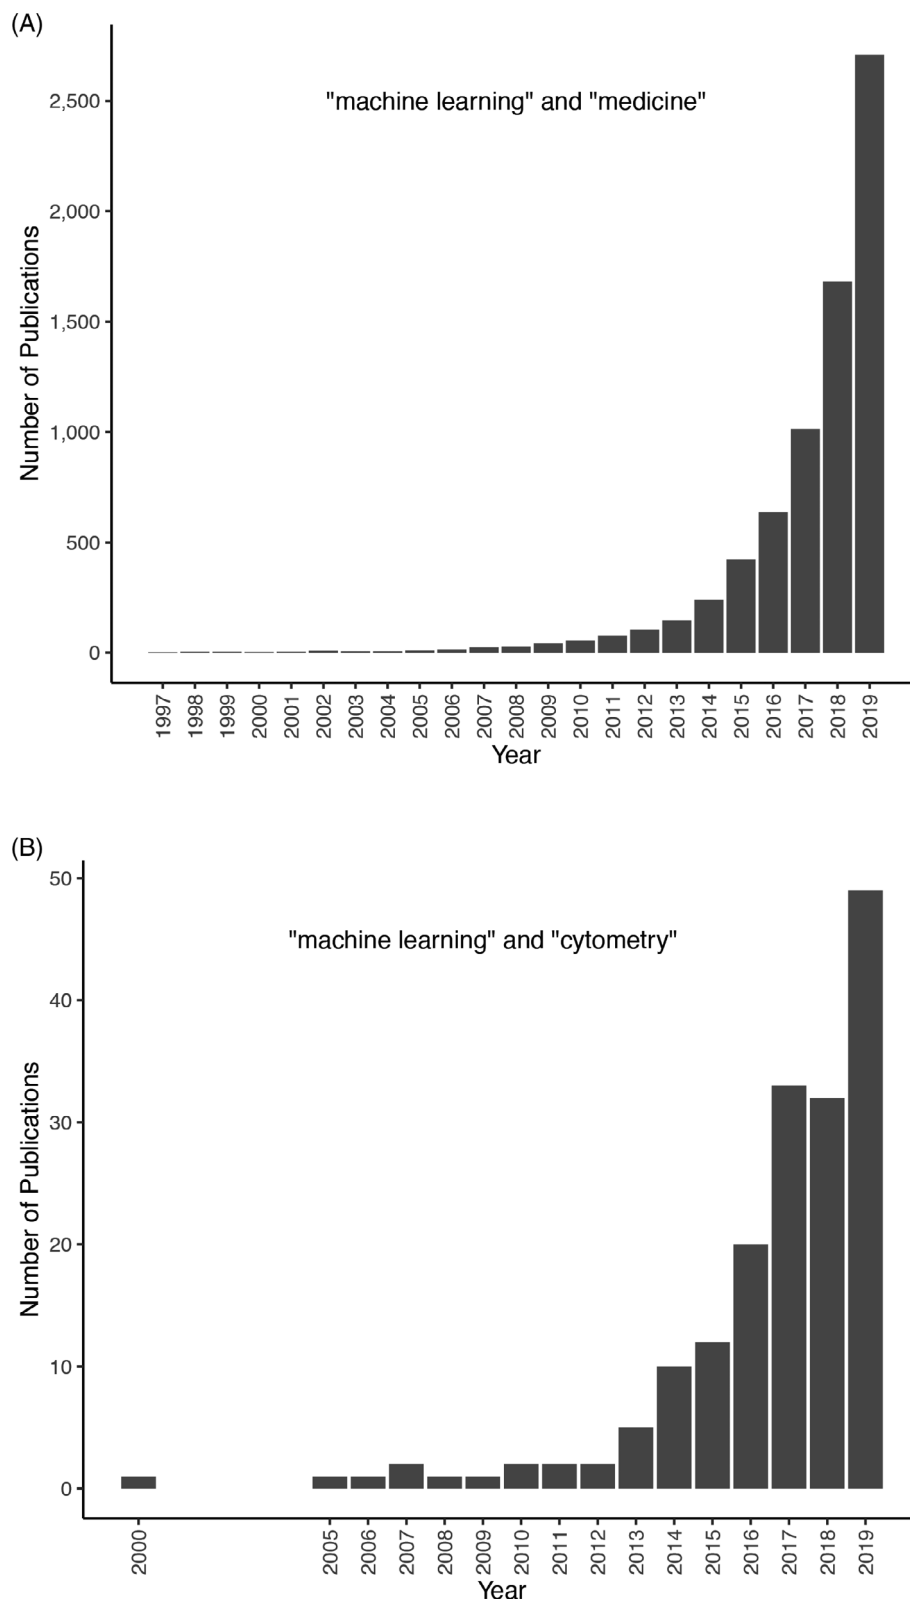 (A)
"machine learning" and "medicine"
Number of Publications
2,500
2,000
1,500
1,000
500
0
1997 1998 1999 2000 2001 2002 2003 2004 2005 2006 2007 2008 2009 2010 2011 2012 2013 2014 2015 2016 2017 2018 2019
Year
(B)
"machine learning" and "cytometry"
Number of Publications
50
40
30
20
10
0
2000 2005 2006 2007 2008 2009 2010 2011 2012 2013 2014 2015 2016 2017 2018 2019
Year